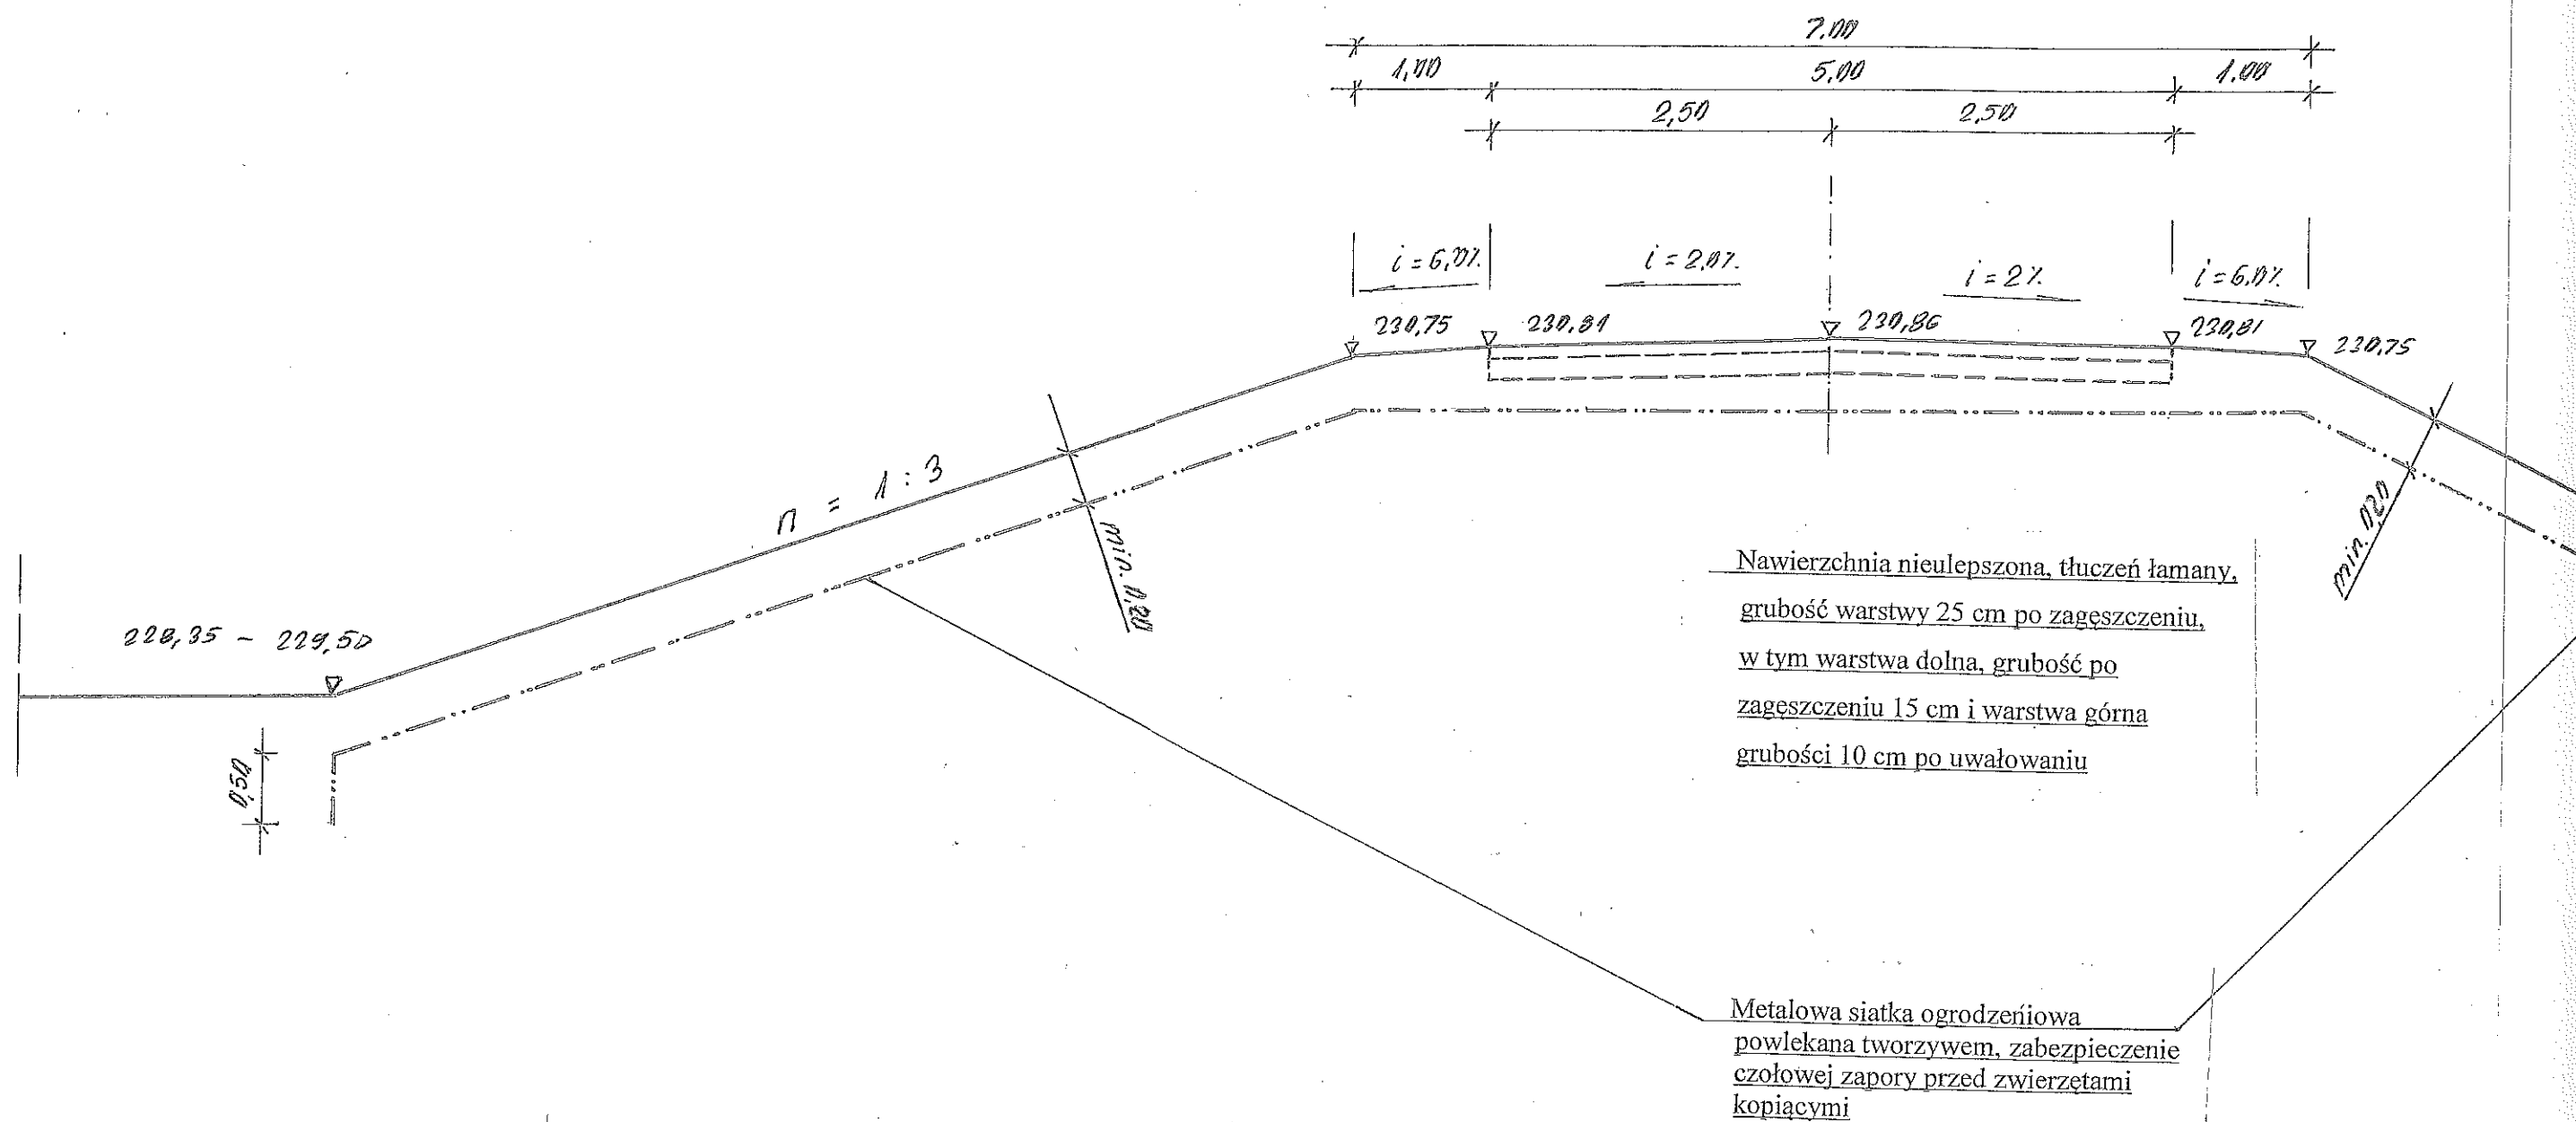 7.00
1,00 5,00 1.00
2,50 2,50
i = 6,0%. i = 2,0%. i = 2% i = 6,0%
230,75 230,81 230,86 230,81 230,75
n = 1 : 3
min. 0,20
min. 0,20
228,35 - 229,50
0,50
Nawierzchnia nieulepszona, tłuczeń łamany,
grubość warstwy 25 cm po zagęszczeniu,
w tym warstwa dolna, grubość po
zagęszczeniu 15 cm i warstwa górna
grubości 10 cm po uwałowaniu
Metalowa siatka ogrodzeniowa
powlekana tworzywem, zabezpieczenie
czołowej zapory przed zwierzętami
kopiącymi